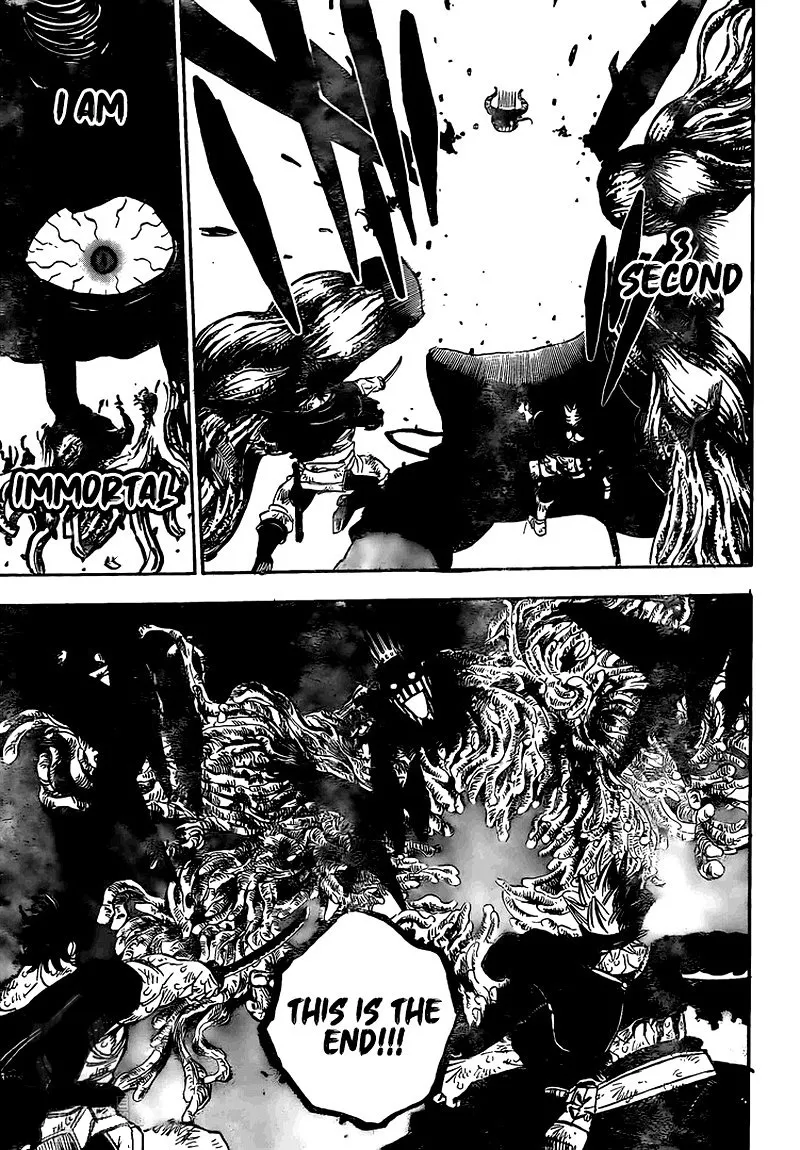 3
SECOND
I AM
IMMORTAL
THIS IS THE
END!!!